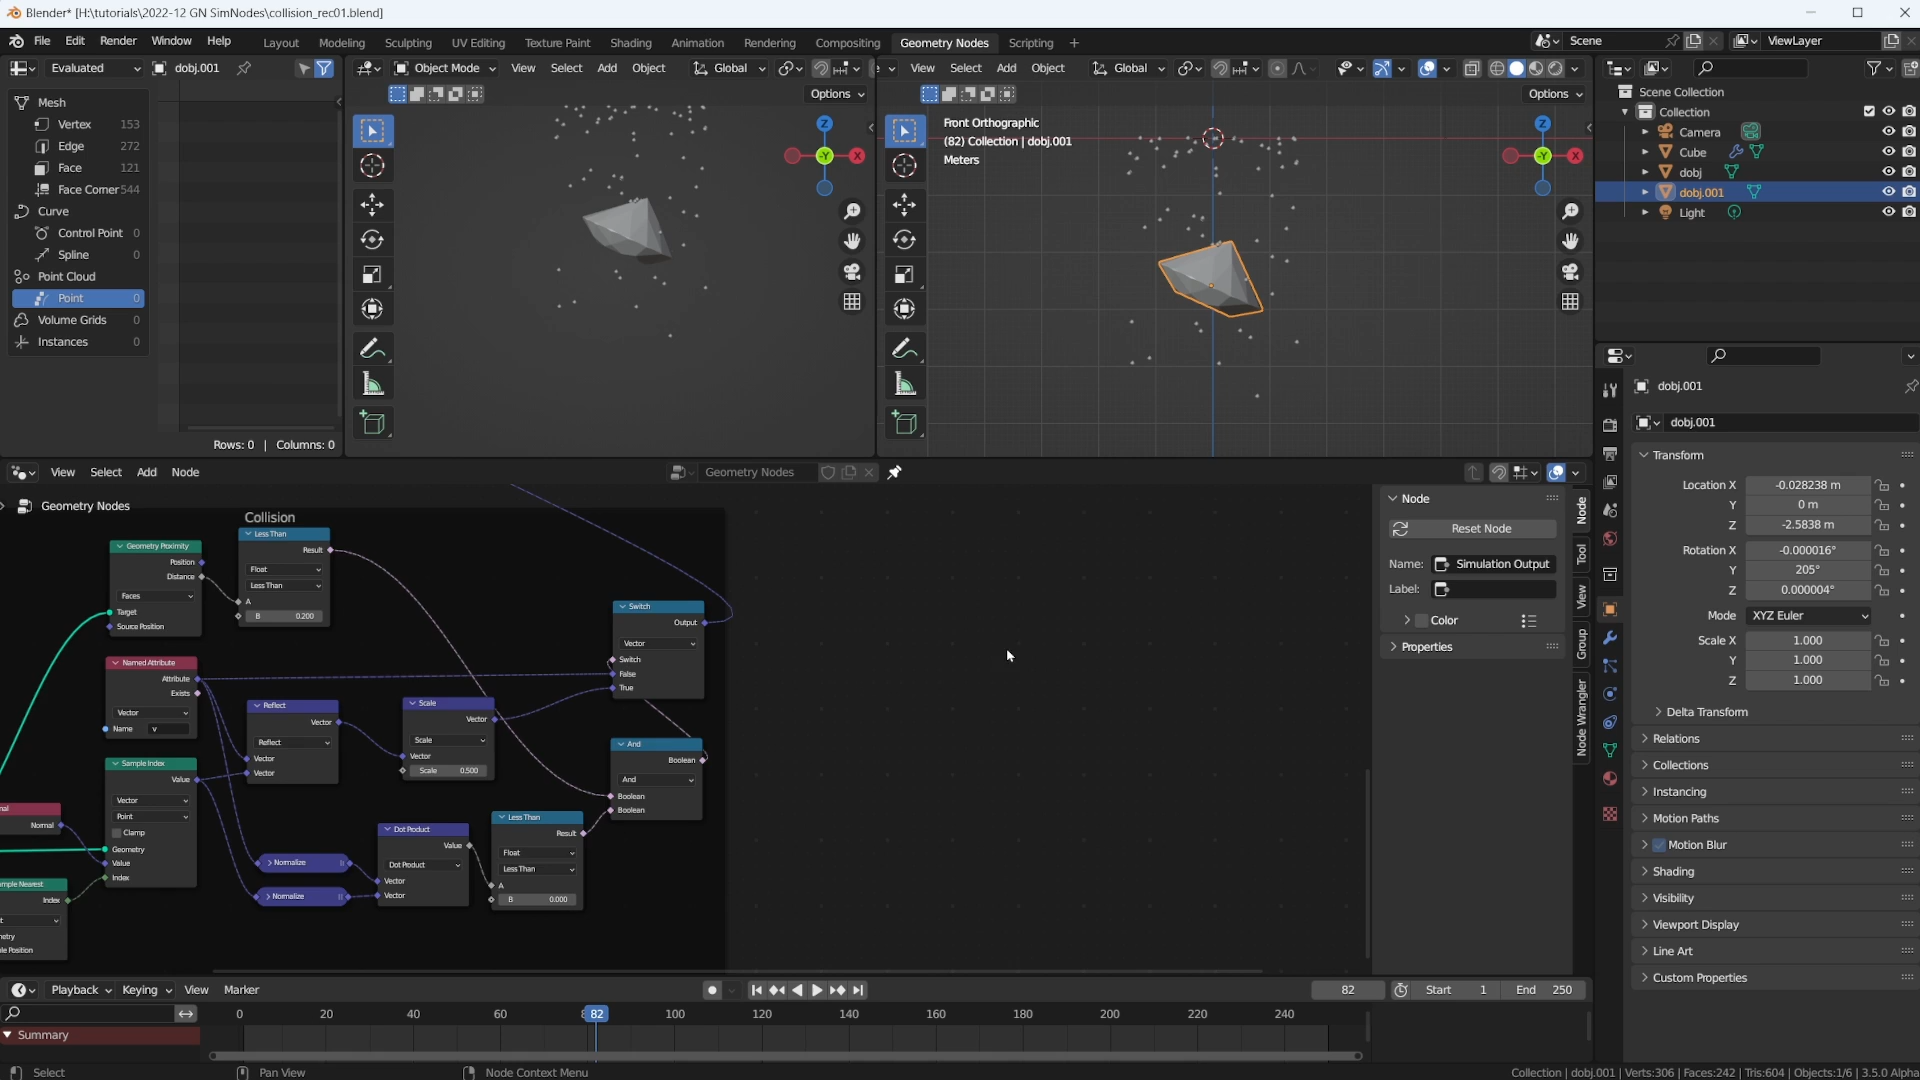 Blender* [H:\tutorials\2022-12 GN SimNodes\collision_rec01.blend]
File Edit Render Window Help Layout Modeling Sculpting UV Editing Texture Paint Shading Animation Rendering Compositing Geometry Nodes Scripting + Scene ViewLayer
Evaluated dobj.001 Object Mode View Select Add Object Global View Select Add Object Global
Options Options
Mesh
Vertex 153
Edge 272
Face 121
Face Corner 544
Curve
Control Point 0
Spline 0
Point Cloud
Point 0
Volume Grids 0
Instances 0
Rows: 0 | Columns: 0
Z
-Y
X
Front Orthographic
(82) Collection | dobj.001
Meters
Z
-Y
X
Scene Collection
Collection
Camera
Cube
dobj
dobj.001
Light
View Select Add Node Geometry Nodes
Geometry Nodes
Collision
Geometry Proximity
Position
Distance
Faces
Target
Source Position
Less Than
Result
Float
Less Than
A
B 0.200
Named Attribute
Attribute
Exists
Vector
Name v
Reflect
Vector
Reflect
Vector
Vector
Scale
Vector
Scale
Vector
Scale 0.500
Switch
Output
Vector
Switch
False
True
And
Boolean
And
Boolean
Boolean
Sample Index
Value
Vector
Point
Clamp
Geometry
Value
Index
Normal
Index
Normalize
Normalize
Dot Product
Value
Dot Product
Vector
Vector
Less Than
Result
Float
Less Than
A
B 0.000
Node
Reset Node
Name: Simulation Output
Label:
Color
Properties
Node
Tool
View
Group
Node Wrangler
dobj.001
dobj.001
Transform
Location X -0.028238 m
Y 0 m
Z -2.5838 m
Rotation X -0.000016°
Y 205°
Z 0.000004°
Mode XYZ Euler
Scale X 1.000
Y 1.000
Z 1.000
Delta Transform
Relations
Collections
Instancing
Motion Paths
Motion Blur
Shading
Visibility
Viewport Display
Line Art
Custom Properties
Playback Keying View Marker 82 Start 1 End 250
0 20 40 60 82 100 120 140 160 180 200 220 240
Summary
Select Pan View Node Context Menu Collection | dobj.001 | Verts:306 | Faces:242 | Tris:604 | Objects:1/6 | 3.5.0 Alpha